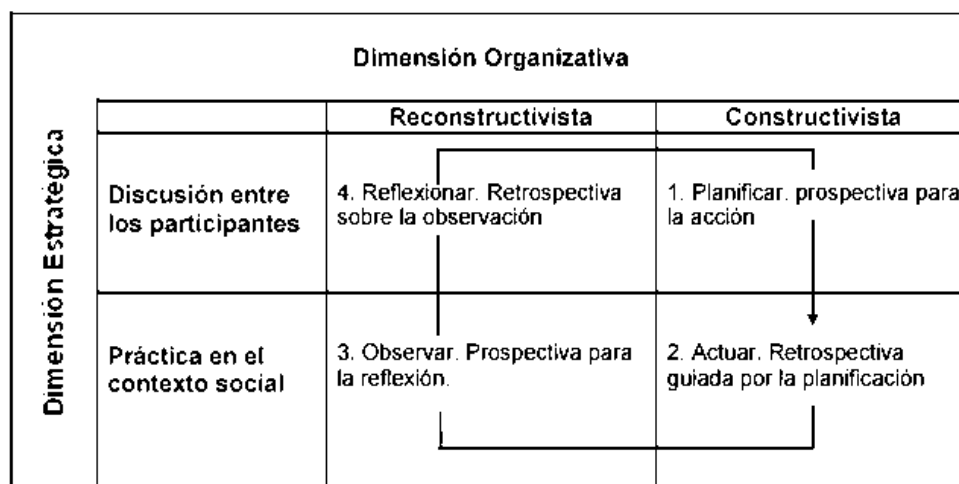 Dimensión Organizativa
Dimensión Estratégica
Reconstructivista
Constructivista
Discusión entre
los participantes
4. Reflexionar. Retrospectiva
sobre la observación
1. Planificar. prospectiva para
la acción
Práctica en el
contexto social
3. Observar. Prospectiva para
la reflexión.
2. Actuar. Retrospectiva
guiada por la planificación